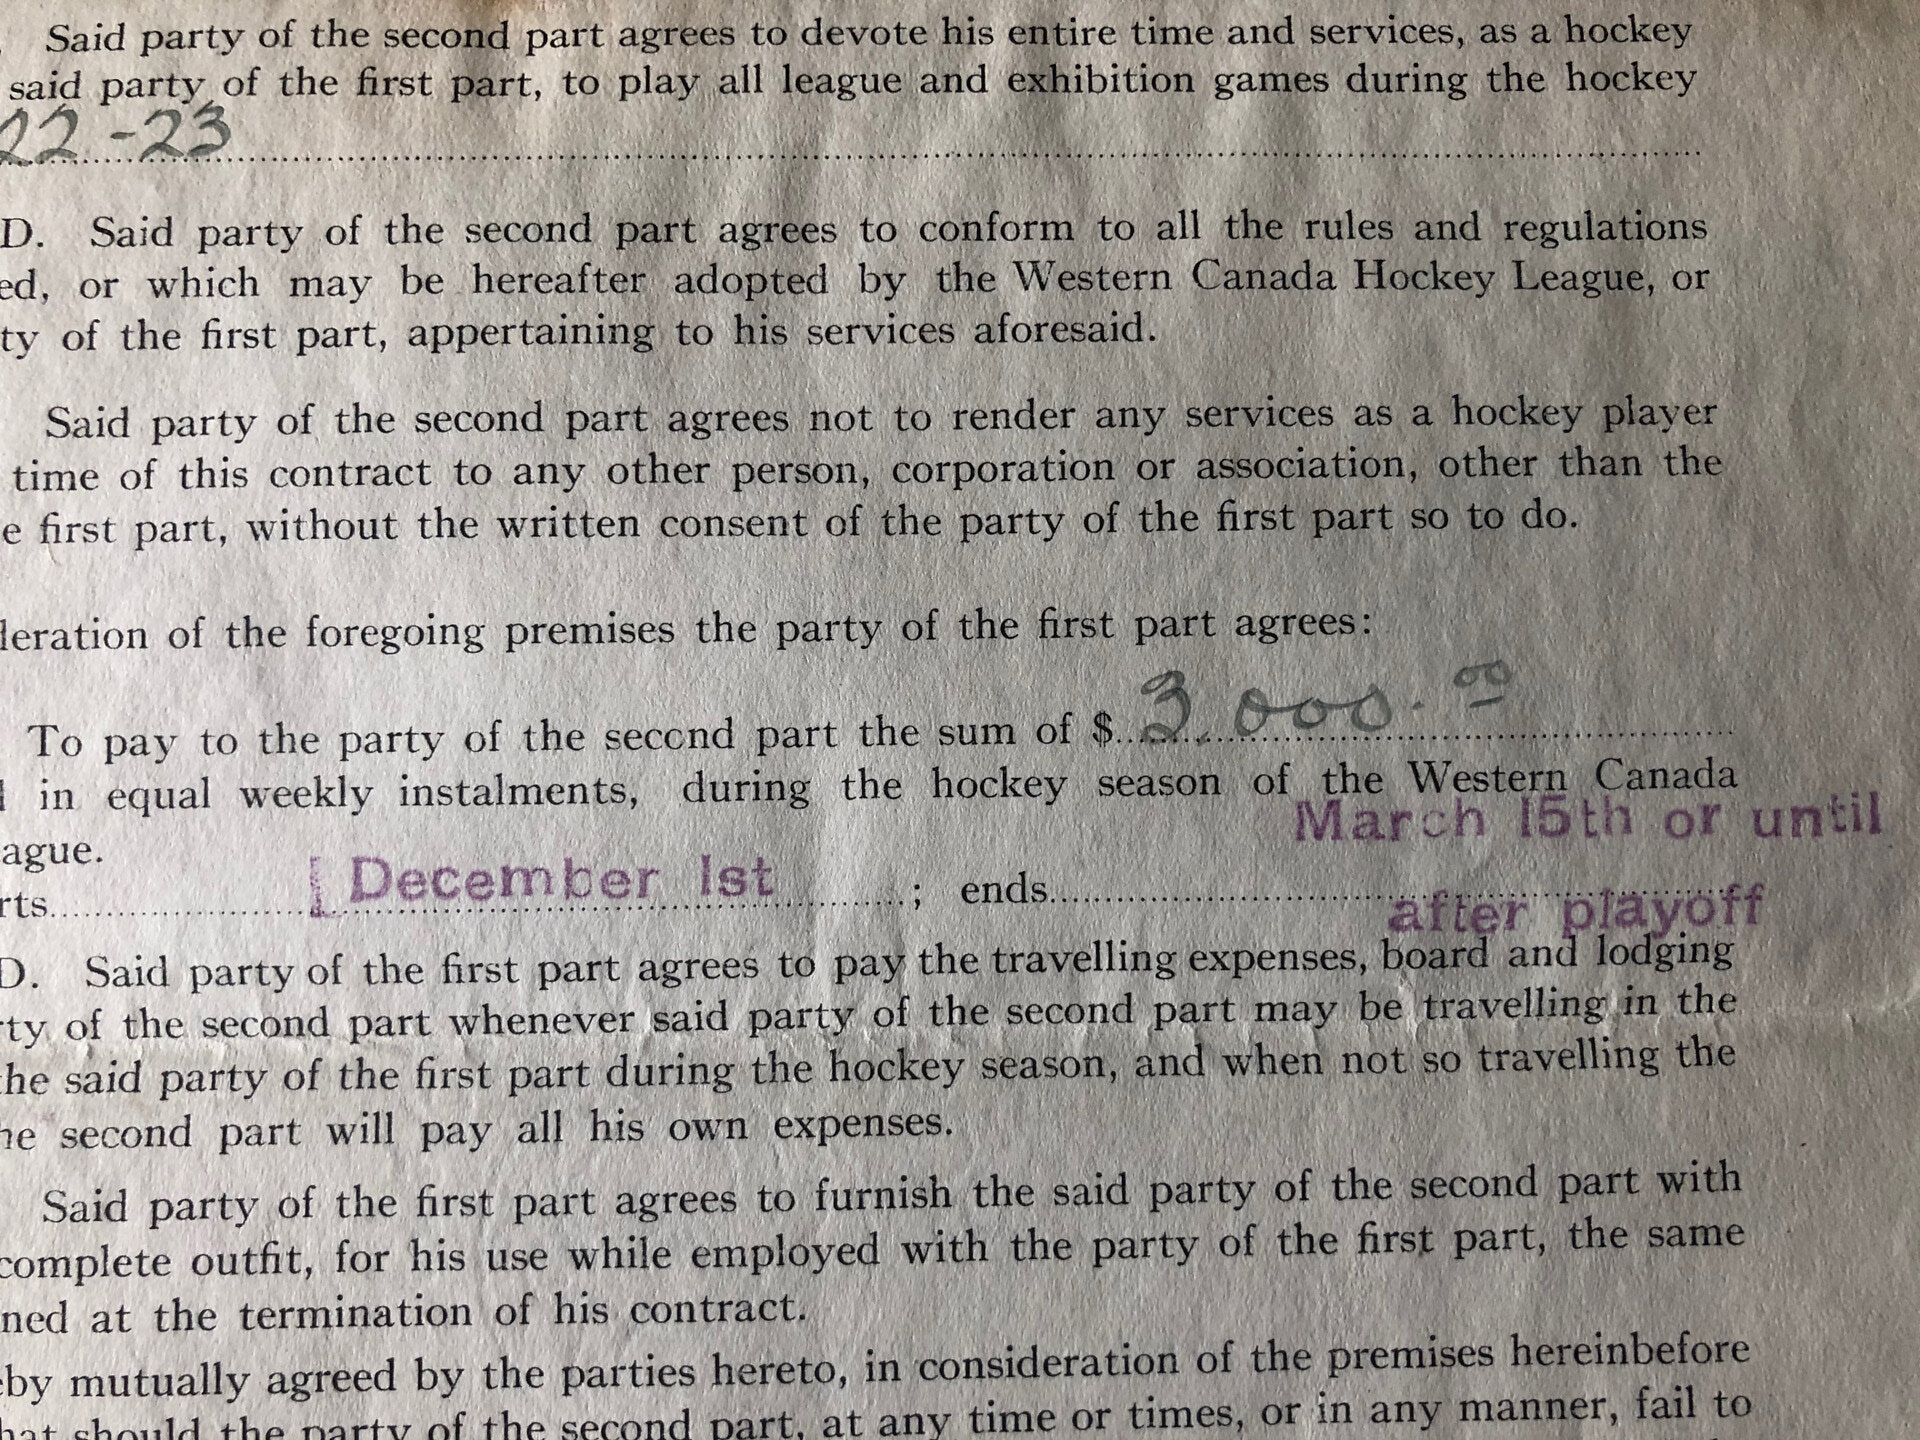 Said party of the second part agrees to devote his entire time and services, as a hockey
said party of the first part, to play all league and exhibition games during the hockey
22-23
D. Said party of the second part agrees to conform to all the rules and regulations
ed, or which may be hereafter adopted by the Western Canada Hockey League, or
ty of the first part, appertaining to his services aforesaid.
Said party of the second part agrees not to render any services as a hockey player
time of this contract to any other person, corporation or association, other than the
e first part, without the written consent of the party of the first part so to do.
leration of the foregoing premises the party of the first part agrees:
To pay to the party of the second part the sum of $ 3,000.00
in equal weekly instalments, during the hockey season of the Western Canada
ague.
March 15th or until
rts December 1st ; ends
after playoff
D. Said party of the first part agrees to pay the travelling expenses, board and lodging
ty of the second part whenever said party of the second part may be travelling in the
he said party of the first part during the hockey season, and when not so travelling the
he second part will pay all his own expenses.
Said party of the first part agrees to furnish the said party of the second part with
complete outfit, for his use while employed with the party of the first part, the same
ned at the termination of his contract.
by mutually agreed by the parties hereto, in consideration of the premises hereinbefore
hat should the party of the second part, at any time or times, or in any manner, fail to